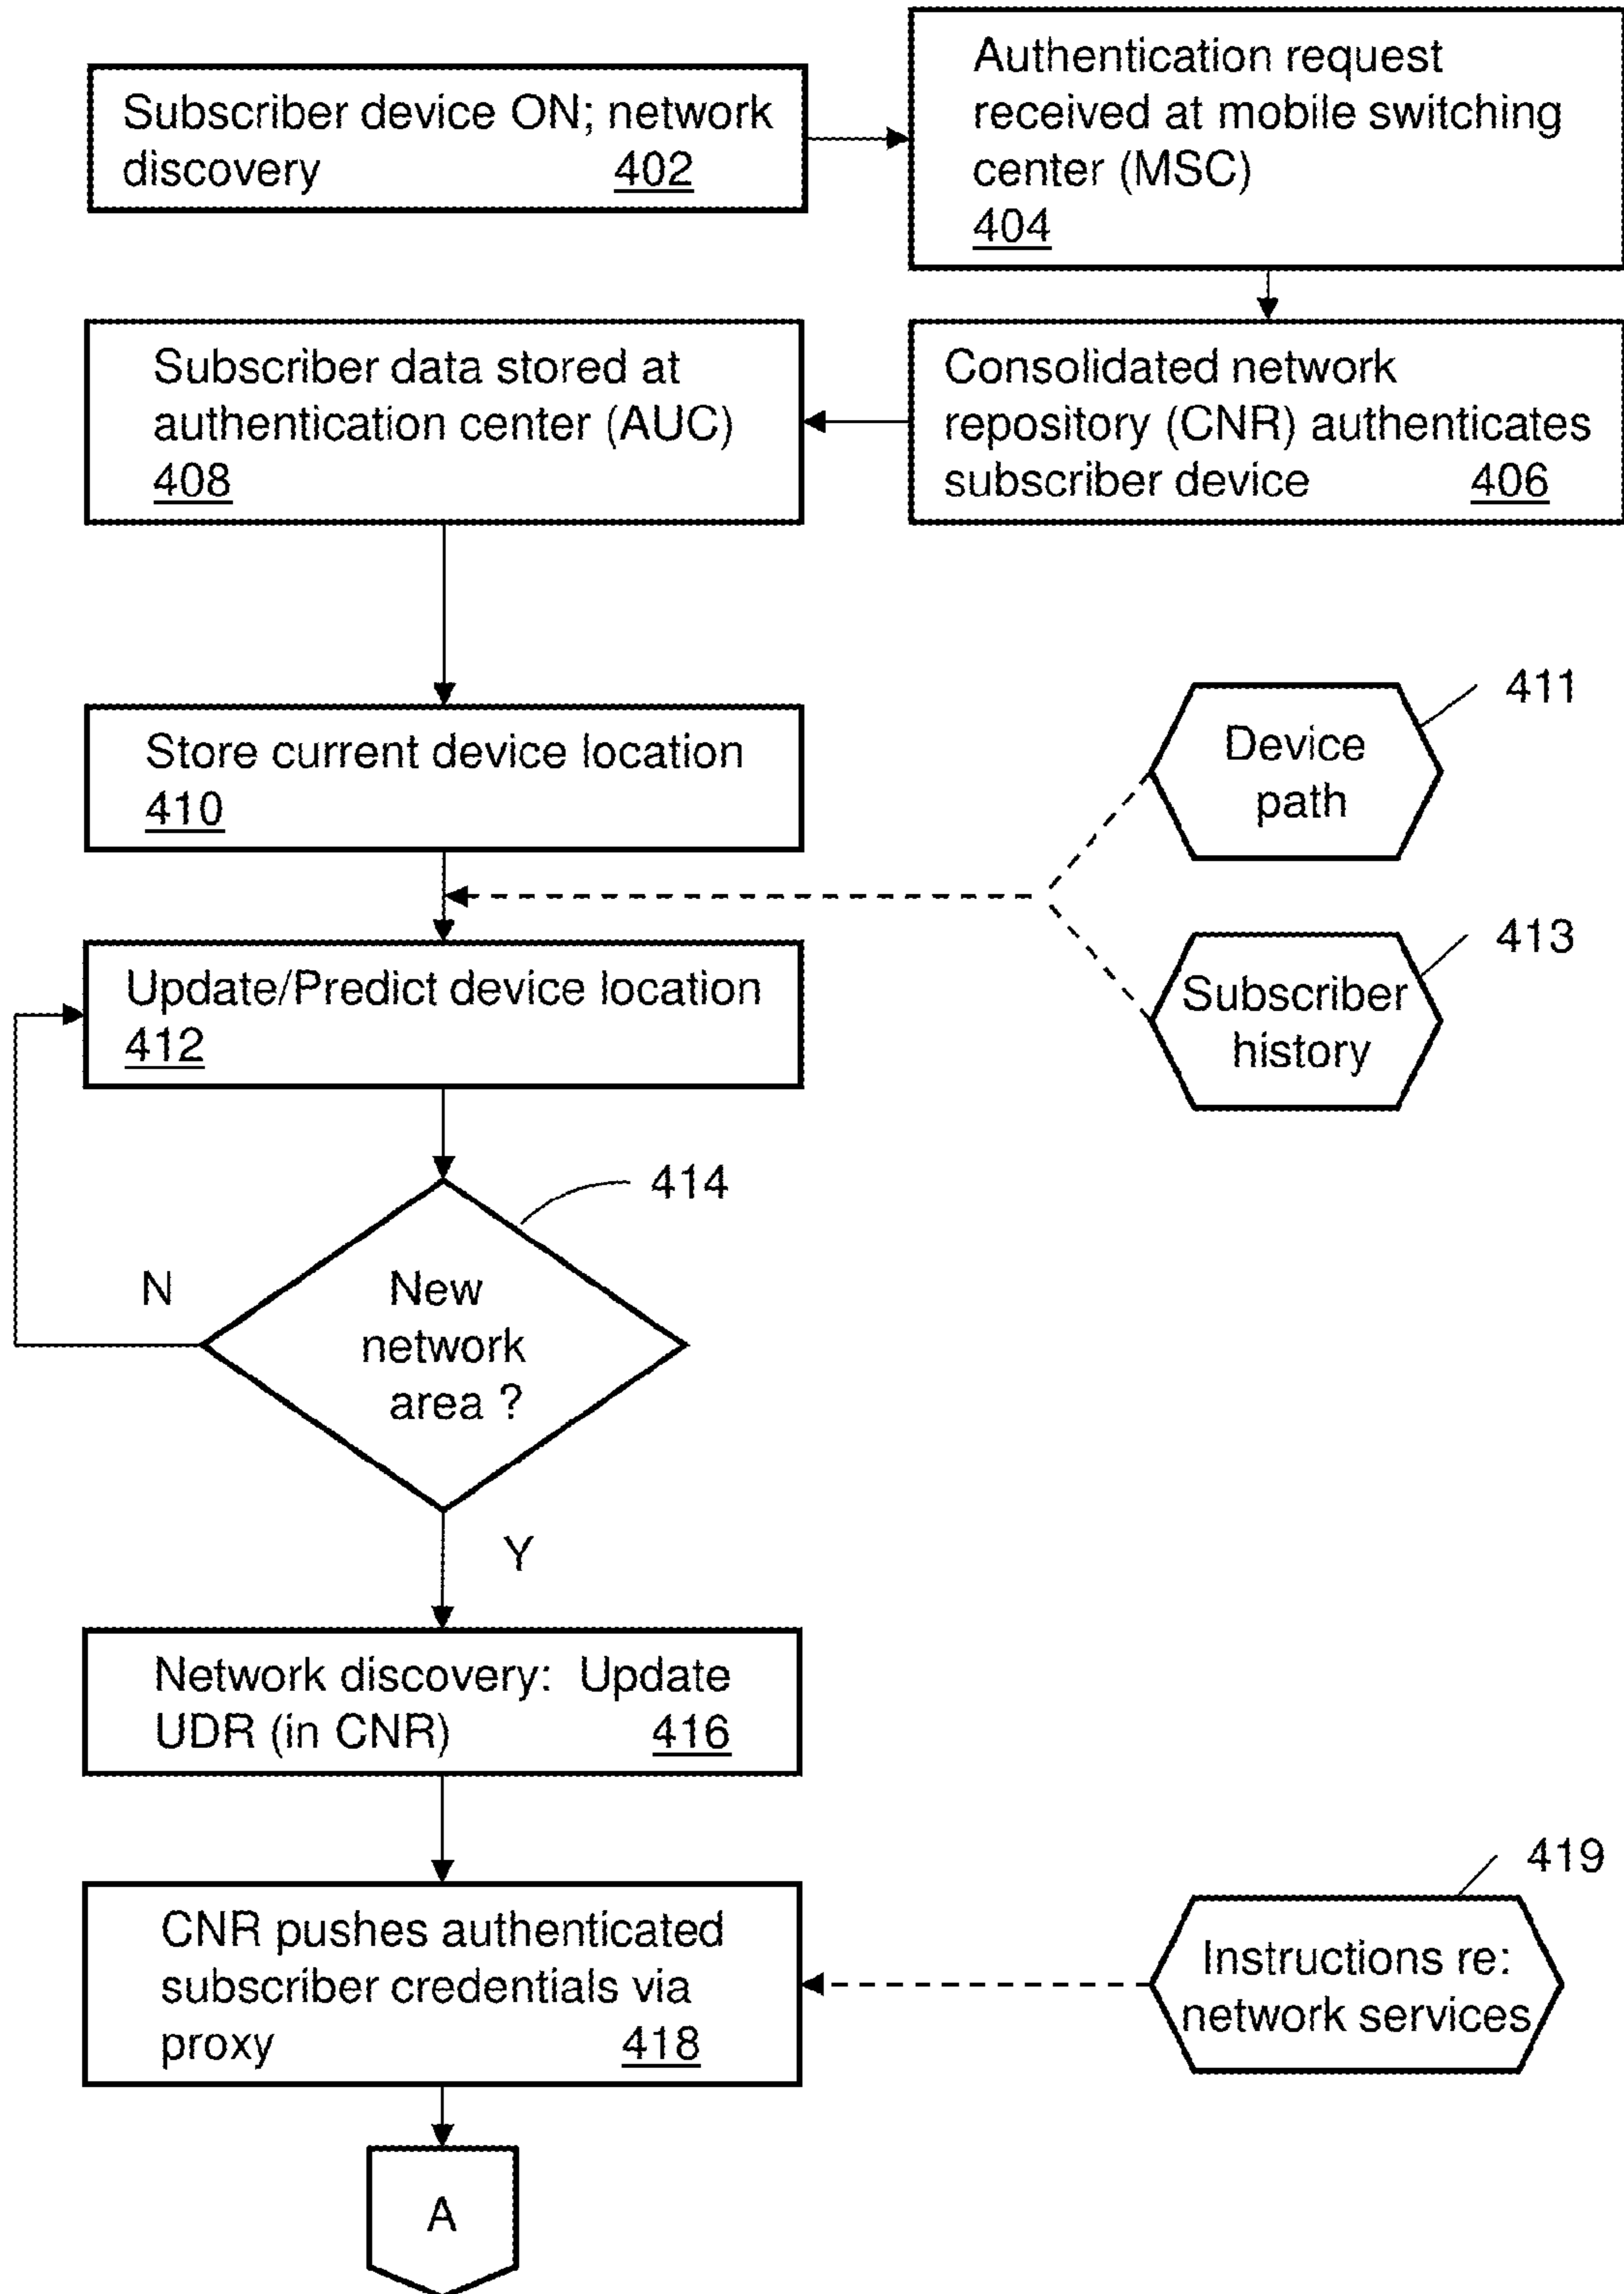 Subscriber device ON; network
discovery 402
Authentication request
received at mobile switching
center (MSC)
404
Subscriber data stored at
authentication center (AUC)
408
Consolidated network
repository (CNR) authenticates
subscriber device 406
Store current device location
410
411
Device
path
413
Subscriber
history
Update/Predict device location
412
414
New
network
area ?
N
Y
Network discovery: Update
UDR (in CNR) 416
CNR pushes authenticated
subscriber credentials via
proxy 418
419
Instructions re:
network services
A